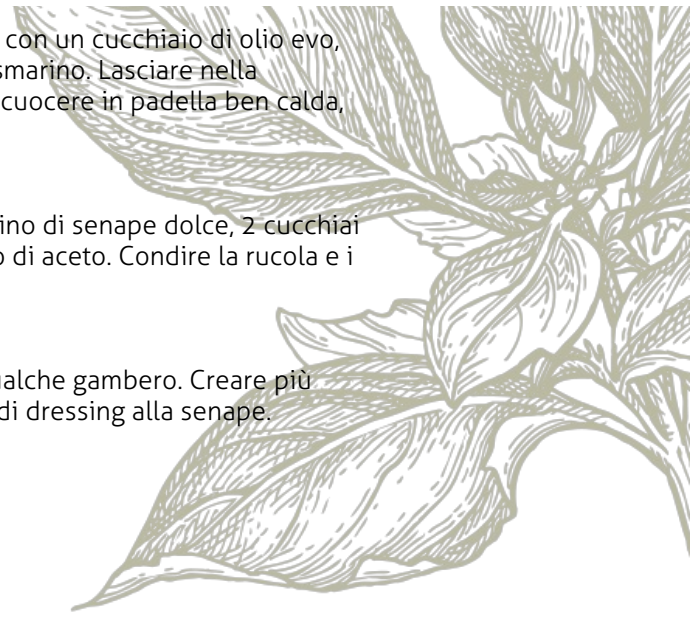 con un cucchiaio di olio evo,
smarino. Lasciare nella
cuocere in padella ben calda,
ino di senape dolce, 2 cucchiai
o di aceto. Condire la rucola e i
ualche gambero. Creare più
di dressing alla senape.